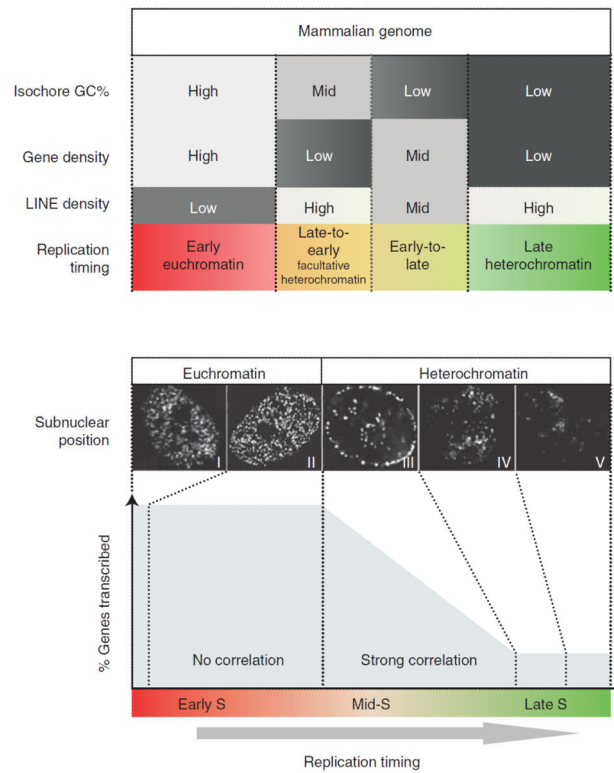 Mammalian genome
Isochore GC%
High
Mid
Low
Low
Gene density
High
Low
Mid
Low
LINE density
Low
High
Mid
High
Replication
timing
Early
euchromatin
Late-to-
early
facultative
heterochromatin
Early-to-
late
Late
heterochromatin
Euchromatin
Heterochromatin
Subnuclear
position
I
II
III
IV
V
% Genes transcribed
No correlation
Strong correlation
Early S
Mid-S
Late S
Replication timing